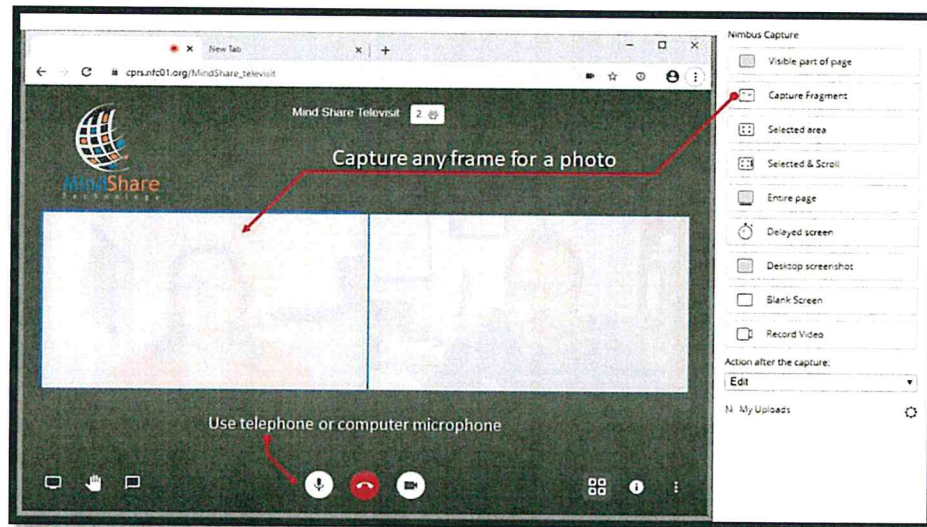 New Tab
cprs.nfc01.org/MindShare_televisit
Mind Share Televisit 2
MindShare
Technology
Capture any frame for a photo
Use telephone or computer microphone
Nimbus Capture
Visible part of page
Capture Fragment
Selected area
Selected & Scroll
Entire page
Delayed screen
Desktop screenshot
Blank Screen
Record Video
Action after the capture:
Edit
N My Uploads